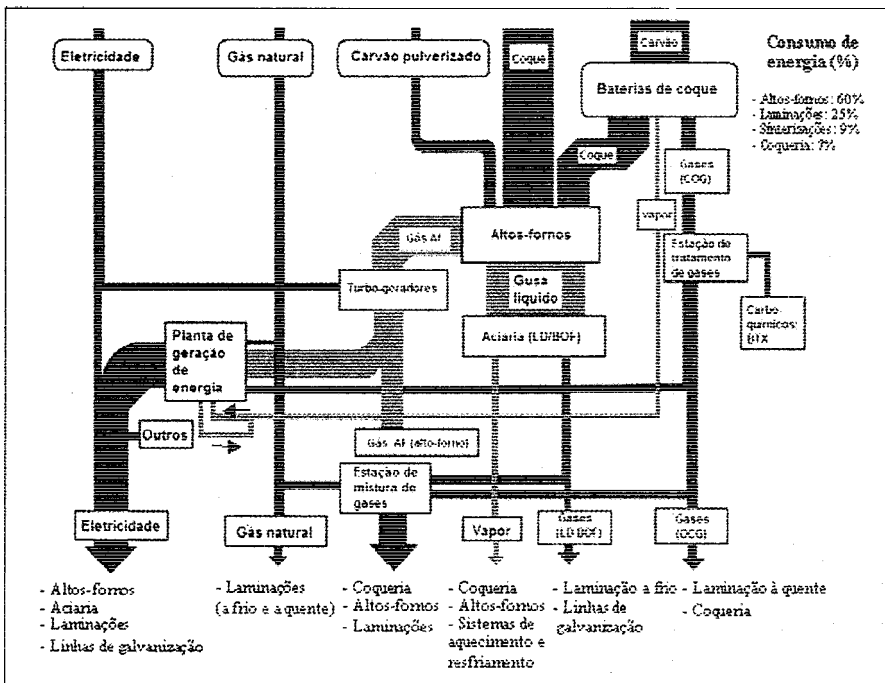 Eletricidade
Gás natural
Carvão pulverizado
Coque
Carvão
Consumo de
energia (%)
Baterias de coque
- Altos-fornos: 60%
- Laminações: 25%
- Sinterizações: 9%
- Coqueria: ?%
Coque
Gases
(COG)
vapor
Gás Af
Altos-fornos
Estação de
tratamento
de gases
Turbo-geradores
Gusa
líquido
Carbo-
químicos:
BTX
Planta de
geração
de
energia
Aciaria (LD/BOF)
Outros
Gás Af (alto-forno)
Estação de
mistura de
gases
Eletricidade
Gás natural
Vapor
Gases
(LD BOF)
Gases
(OCG)
- Altos-fornos
- Aciaria
- Laminações
- Linhas de galvanização
- Laminações
(a frio e a quente)
- Coqueria
- Altos-fornos
- Laminações
- Coqueria
- Altos-fornos
- Sistemas de
aquecimento e
resfriamento
- Laminação a frio
- Linhas de
galvanização
- Laminação à quente
- Coqueria